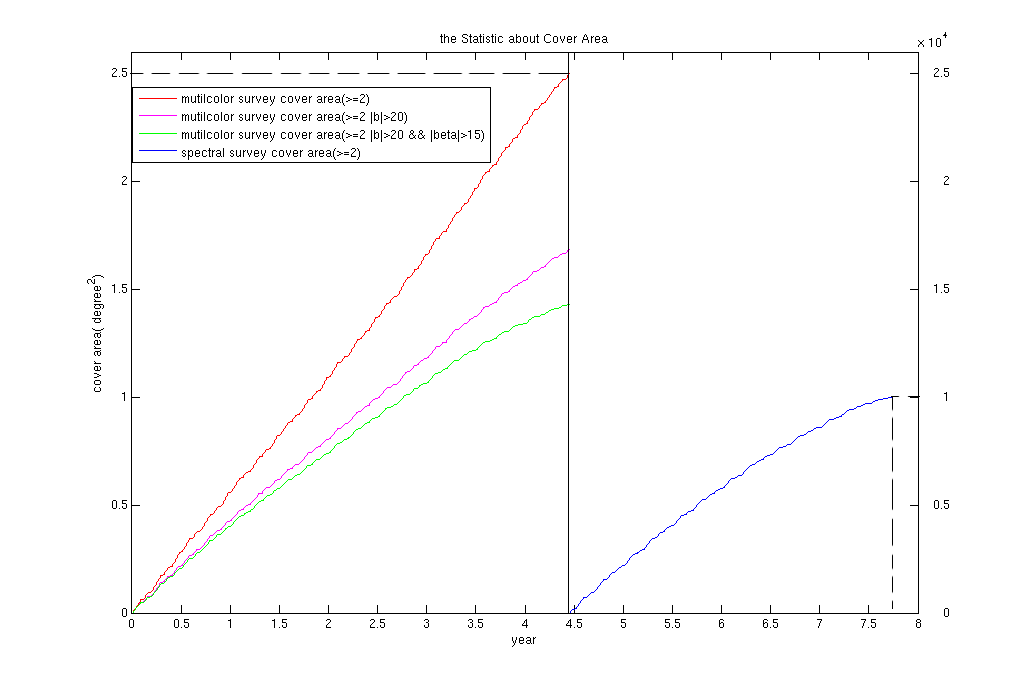 the Statistic about Cover Area
× 10^4
2.5
2
1.5
1
0.5
0
mutilcolor survey cover area(>=2)
mutilcolor survey cover area(>=2 |b|>20)
mutilcolor survey cover area(>=2 |b|>20 && |beta|>15)
spectral survey cover area(>=2)
cover area( degree^2)
2.5
2
1.5
1
0.5
0
0 0.5 1 1.5 2 2.5 3 3.5 4 4.5 5 5.5 6 6.5 7 7.5 8
year